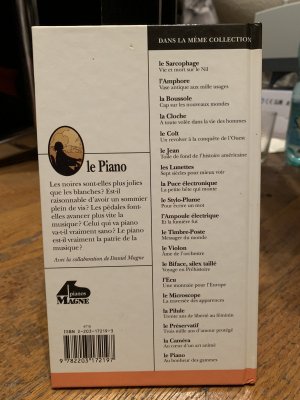 le Piano
Les noires sont-elles plus jolies
que les blanches? Est-il
raisonnable d'avoir un sommier
plein de vis? Les pédales font-
elles avancer plus vite la
musique? Celui qui va piano
va-t-il vraiment sano? Le piano
est-il vraiment la patrie de la
musique?
Avec la collaboration de Daniel Magne
pianos
MAGNE
ISBN 2-203-17219-3
9 782203 172197
DANS LA MÊME COLLECTION
le Sarcophage
Vie et mort sur le Nil
l'Amphore
Vase antique aux mille usages
la Boussole
Cap sur les nouveaux mondes
la Cloche
A toute volée dans la vie des hommes
le Colt
Un revolver à la conquête de l'Ouest
le Jean
Toile de fond de l'histoire américaine
les Lunettes
Sept siècles pour mieux voir
la Puce électronique
La petite bête qui monte
le Stylo-Plume
Pour écrire un mot
l'Ampoule électrique
Et la lumière fut
le Timbre-Poste
Messager du monde
le Violon
Âme de l'orchestre
le Biface, silex taillé
Voyage en Préhistoire
l'Ecu
Une monnaie pour l'Europe
le Microscope
La traversée des apparences
la Pilule
Trente ans de liberté au féminin
le Préservatif
Trois mille ans d'amour protégé
la Caméra
Au cœur d'un art animé
le Piano
Au bonheur des gammes